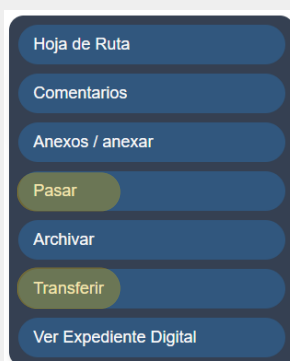 Hoja de Ruta
Comentarios
Anexos / anexar
Pasar
Archivar
Transferir
Ver Expediente Digital